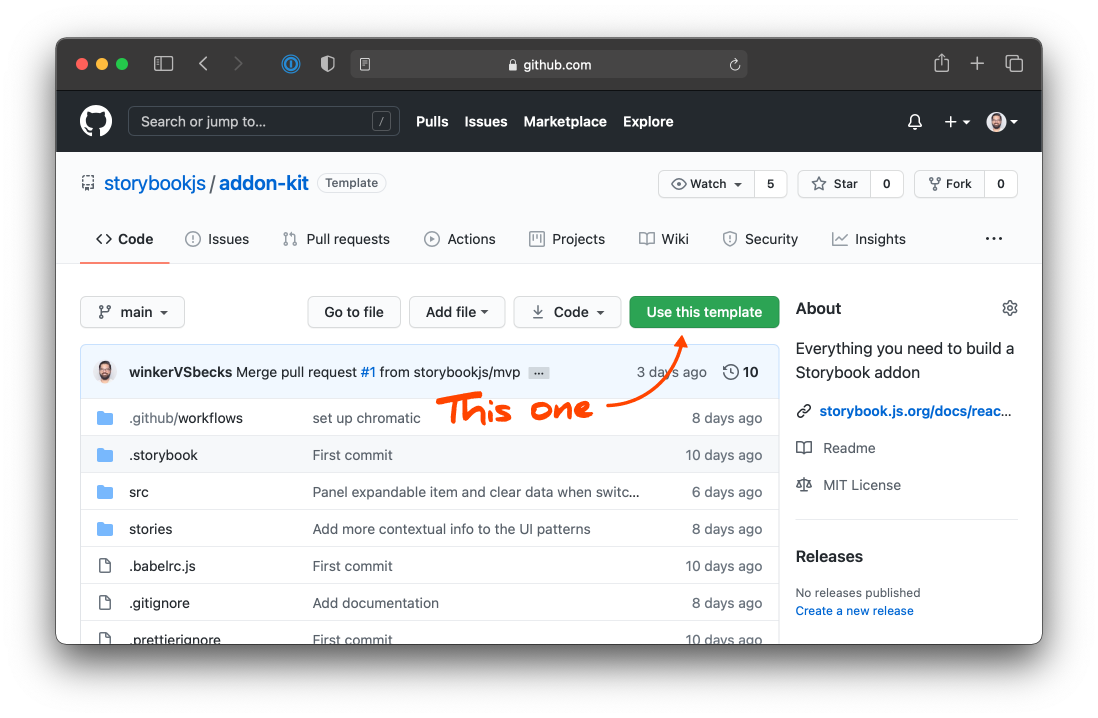 github.com
Search or jump to... /
Pulls Issues Marketplace Explore
storybookjs / addon-kit Template
Watch 5 Star 0 Fork 0
Code Issues Pull requests Actions Projects Wiki Security Insights ...
main Go to file Add file Code Use this template
winkerVSbecks Merge pull request #1 from storybookjs/mvp ... 3 days ago 10
This one
.github/workflows set up chromatic 8 days ago
.storybook First commit 10 days ago
src Panel expandable item and clear data when switc... 6 days ago
stories Add more contextual info to the UI patterns 8 days ago
.babelrc.js First commit 10 days ago
.gitignore Add documentation 8 days ago
.prettierignore First commit 10 days ago
About
Everything you need to build a
Storybook addon
storybook.js.org/docs/reac...
Readme
MIT License
Releases
No releases published
Create a new release